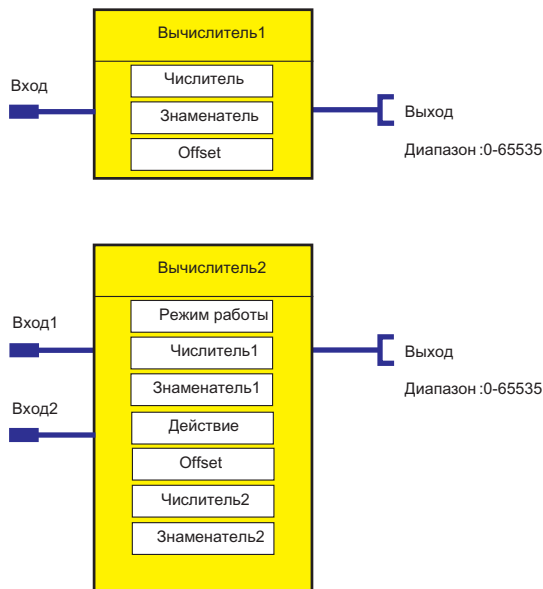 Вычислитель1
Вход
Числитель
Знаменатель
Offset
Выход
Диапазон :0-65535
Вычислитель2
Вход1
Вход2
Режим работы
Числитель1
Знаменатель1
Действие
Offset
Числитель2
Знаменатель2
Выход
Диапазон :0-65535